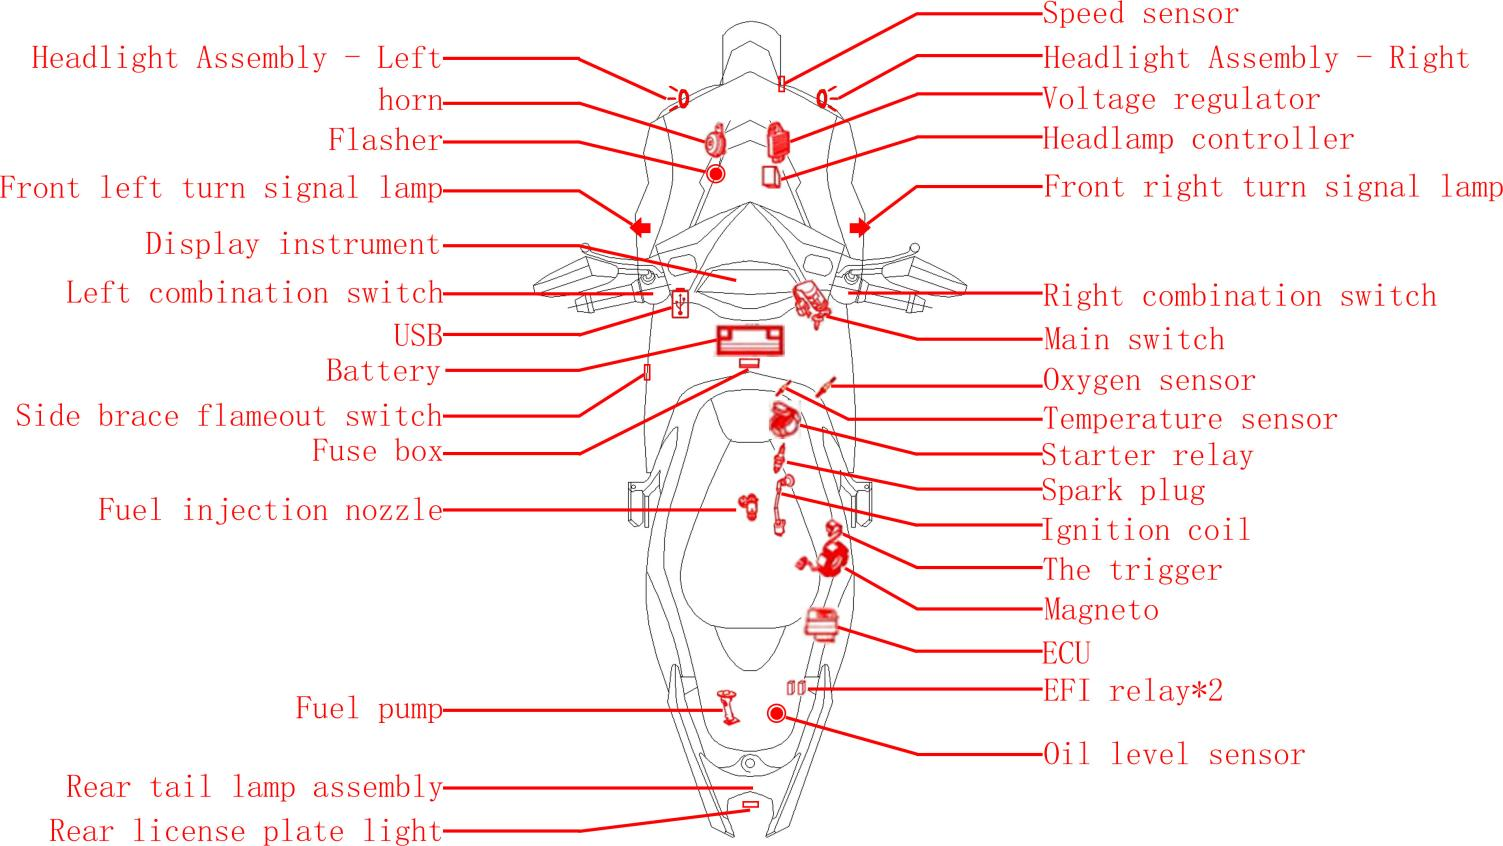 Headlight Assembly - Left
horn
Flasher
Front left turn signal lamp
Display instrument
Left combination switch
USB
Battery
Side brace flameout switch
Fuse box
Fuel injection nozzle
Fuel pump
Rear tail lamp assembly
Rear license plate light
Speed sensor
Headlight Assembly - Right
Voltage regulator
Headlamp controller
Front right turn signal lamp
Right combination switch
Main switch
Oxygen sensor
Temperature sensor
Starter relay
Spark plug
Ignition coil
The trigger
Magneto
ECU
EFI relay*2
Oil level sensor